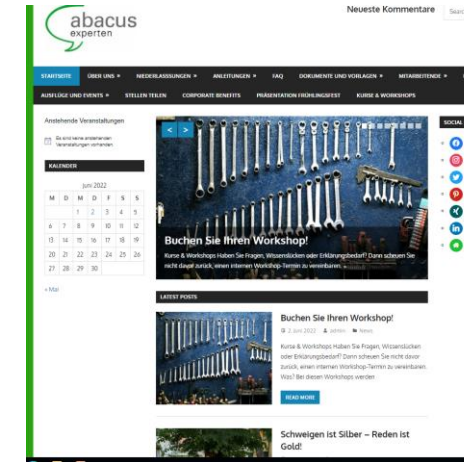 abacus
experten
Neueste Kommentare
STARTSEITE ÜBER UNS » NIEDERLASSSUNGEN » ANLEITUNGEN » FAQ DOKUMENTE UND VORLAGEN » MITARBEITENDE »
AUSFLÜGE UND EVENTS » STELLEN TEILEN CORPORATE BENEFITS PRÄSENTATION FRÜHLINGSFEST KURSE & WORKSHOPS
Anstehende Veranstaltungen
Es sind keine anstehenden
Veranstaltungen vorhanden.
KALENDER
Juni 2022
M D M D F S S
1 2 3 4 5
6 7 8 9 10 11 12
13 14 15 16 17 18 19
20 21 22 23 24 25 26
27 28 29 30
« Mai
< >
Buchen Sie Ihren Workshop!
Kurse & Workshops Haben Sie Fragen, Wissenslücken oder Erklärungsbedarf? Dann scheuen Sie
nicht davor zurück, einen internen Workshop-Termin zu vereinbaren.
SOCIAL
LATEST POSTS
Buchen Sie Ihren Workshop!
2. Juni 2022 admin News
Kurse & Workshops Haben Sie Fragen, Wissenslücken
oder Erklärungsbedarf? Dann scheuen Sie nicht davor
zurück, einen internen Workshop-Termin zu vereinbaren.
Was? Bei diesen Workshops werden
READ MORE
Schweigen ist Silber – Reden ist
Gold!